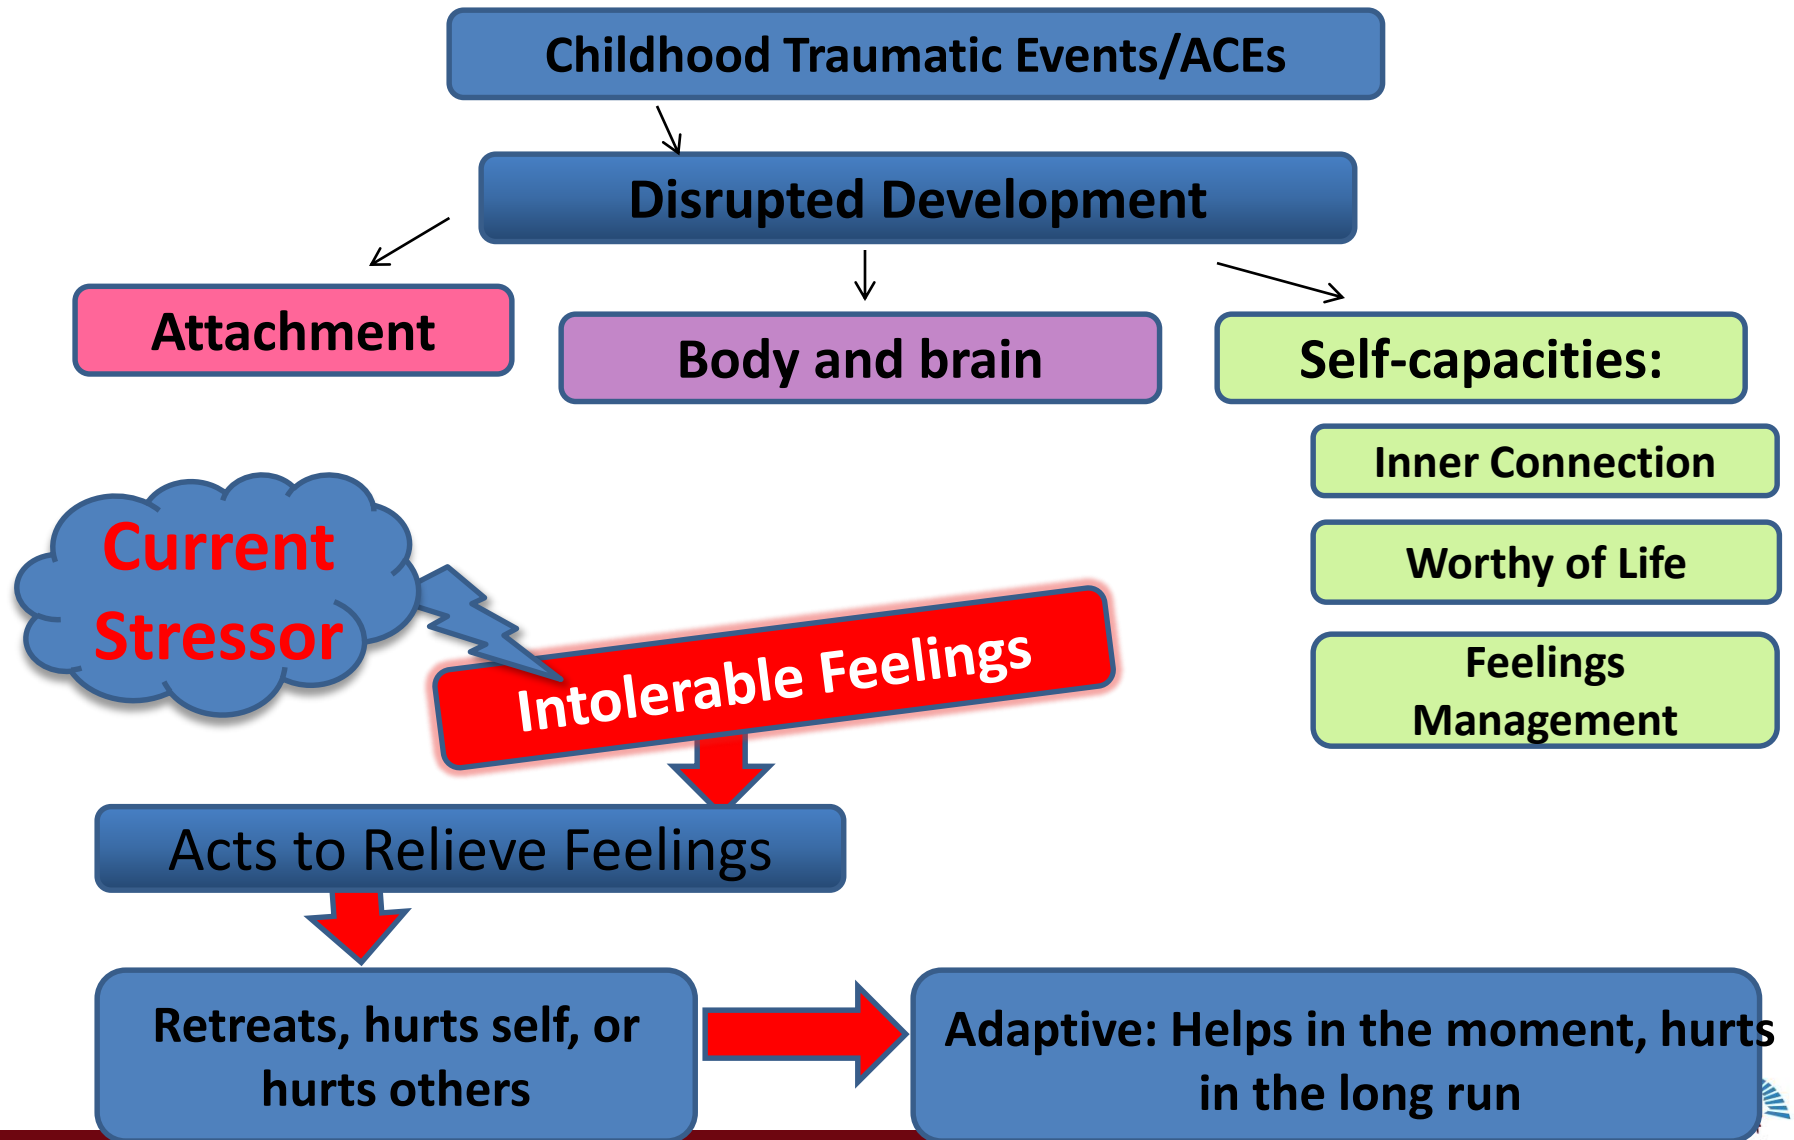 Childhood Traumatic Events/ACEs
Disrupted Development
Attachment
Body and brain
Self-capacities:
Inner Connection
Worthy of Life
Feelings
Management
Current
Stressor
Intolerable Feelings
Acts to Relieve Feelings
Retreats, hurts self, or
hurts others
Adaptive: Helps in the moment, hurts
in the long run